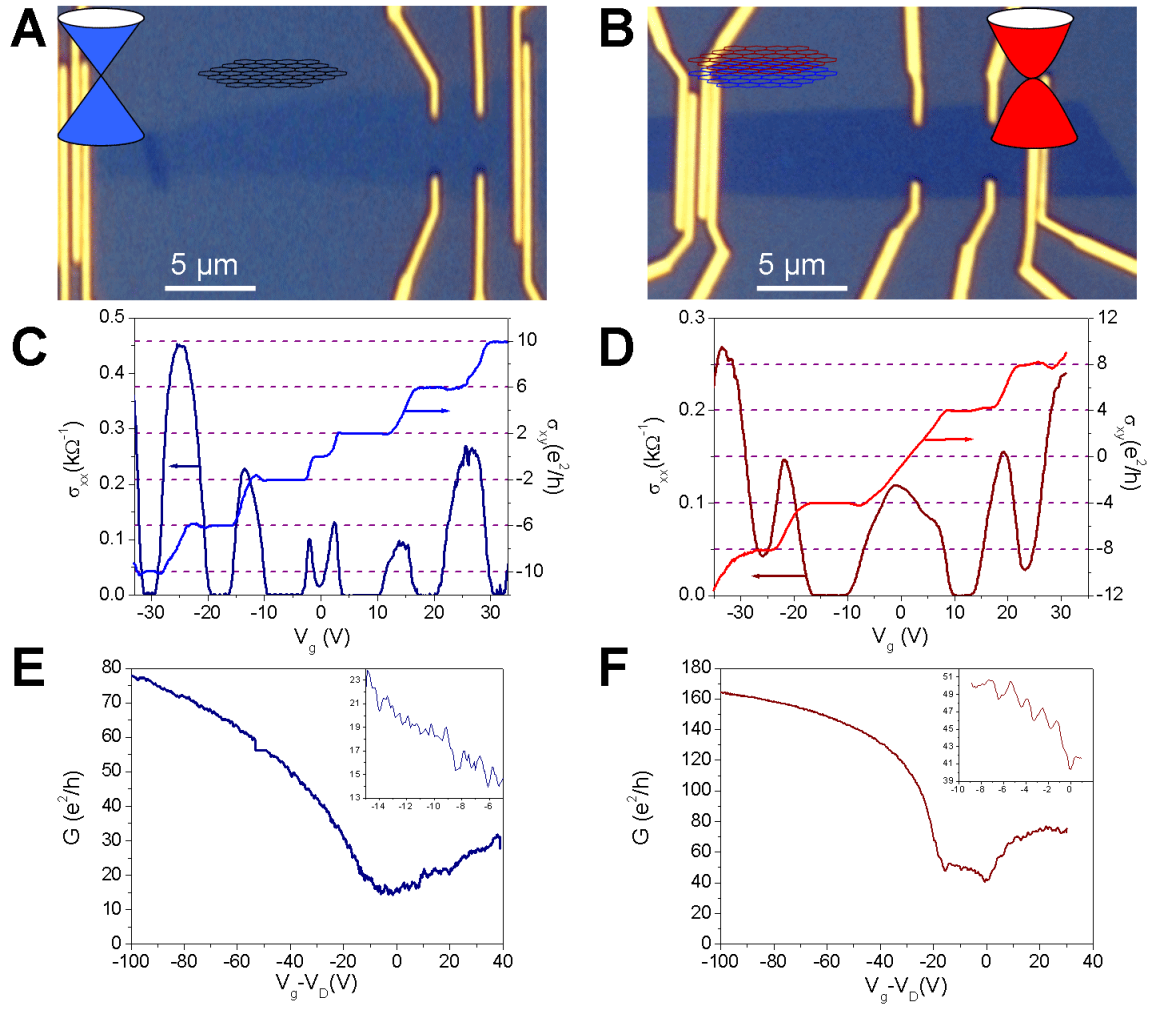 A
B
5 µm
5 µm
C
D
0.5
0.4
0.3
0.2
0.1
0.0
σxx(kΩ⁻¹)
10
6
2
-2
-6
-10
σxy(e²/h)
-30 -20 -10 0 10 20 30
Vg (V)
0.3
0.2
0.1
0.0
σxx(kΩ⁻¹)
12
8
4
0
-4
-8
-12
σxy(e²/h)
-30 -20 -10 0 10 20 30
Vg (V)
E
F
80
70
60
50
40
30
20
10
0
G (e²/h)
-100 -80 -60 -40 -20 0 20 40
Vg-VD(V)
23
21
19
17
15
13
-14 -12 -10 -8 -6
180
160
140
120
100
80
60
40
20
0
G (e²/h)
-100 -80 -60 -40 -20 0 20 40
Vg-VD(V)
51
49
47
45
43
41
39
-10 -8 -6 -4 -2 0